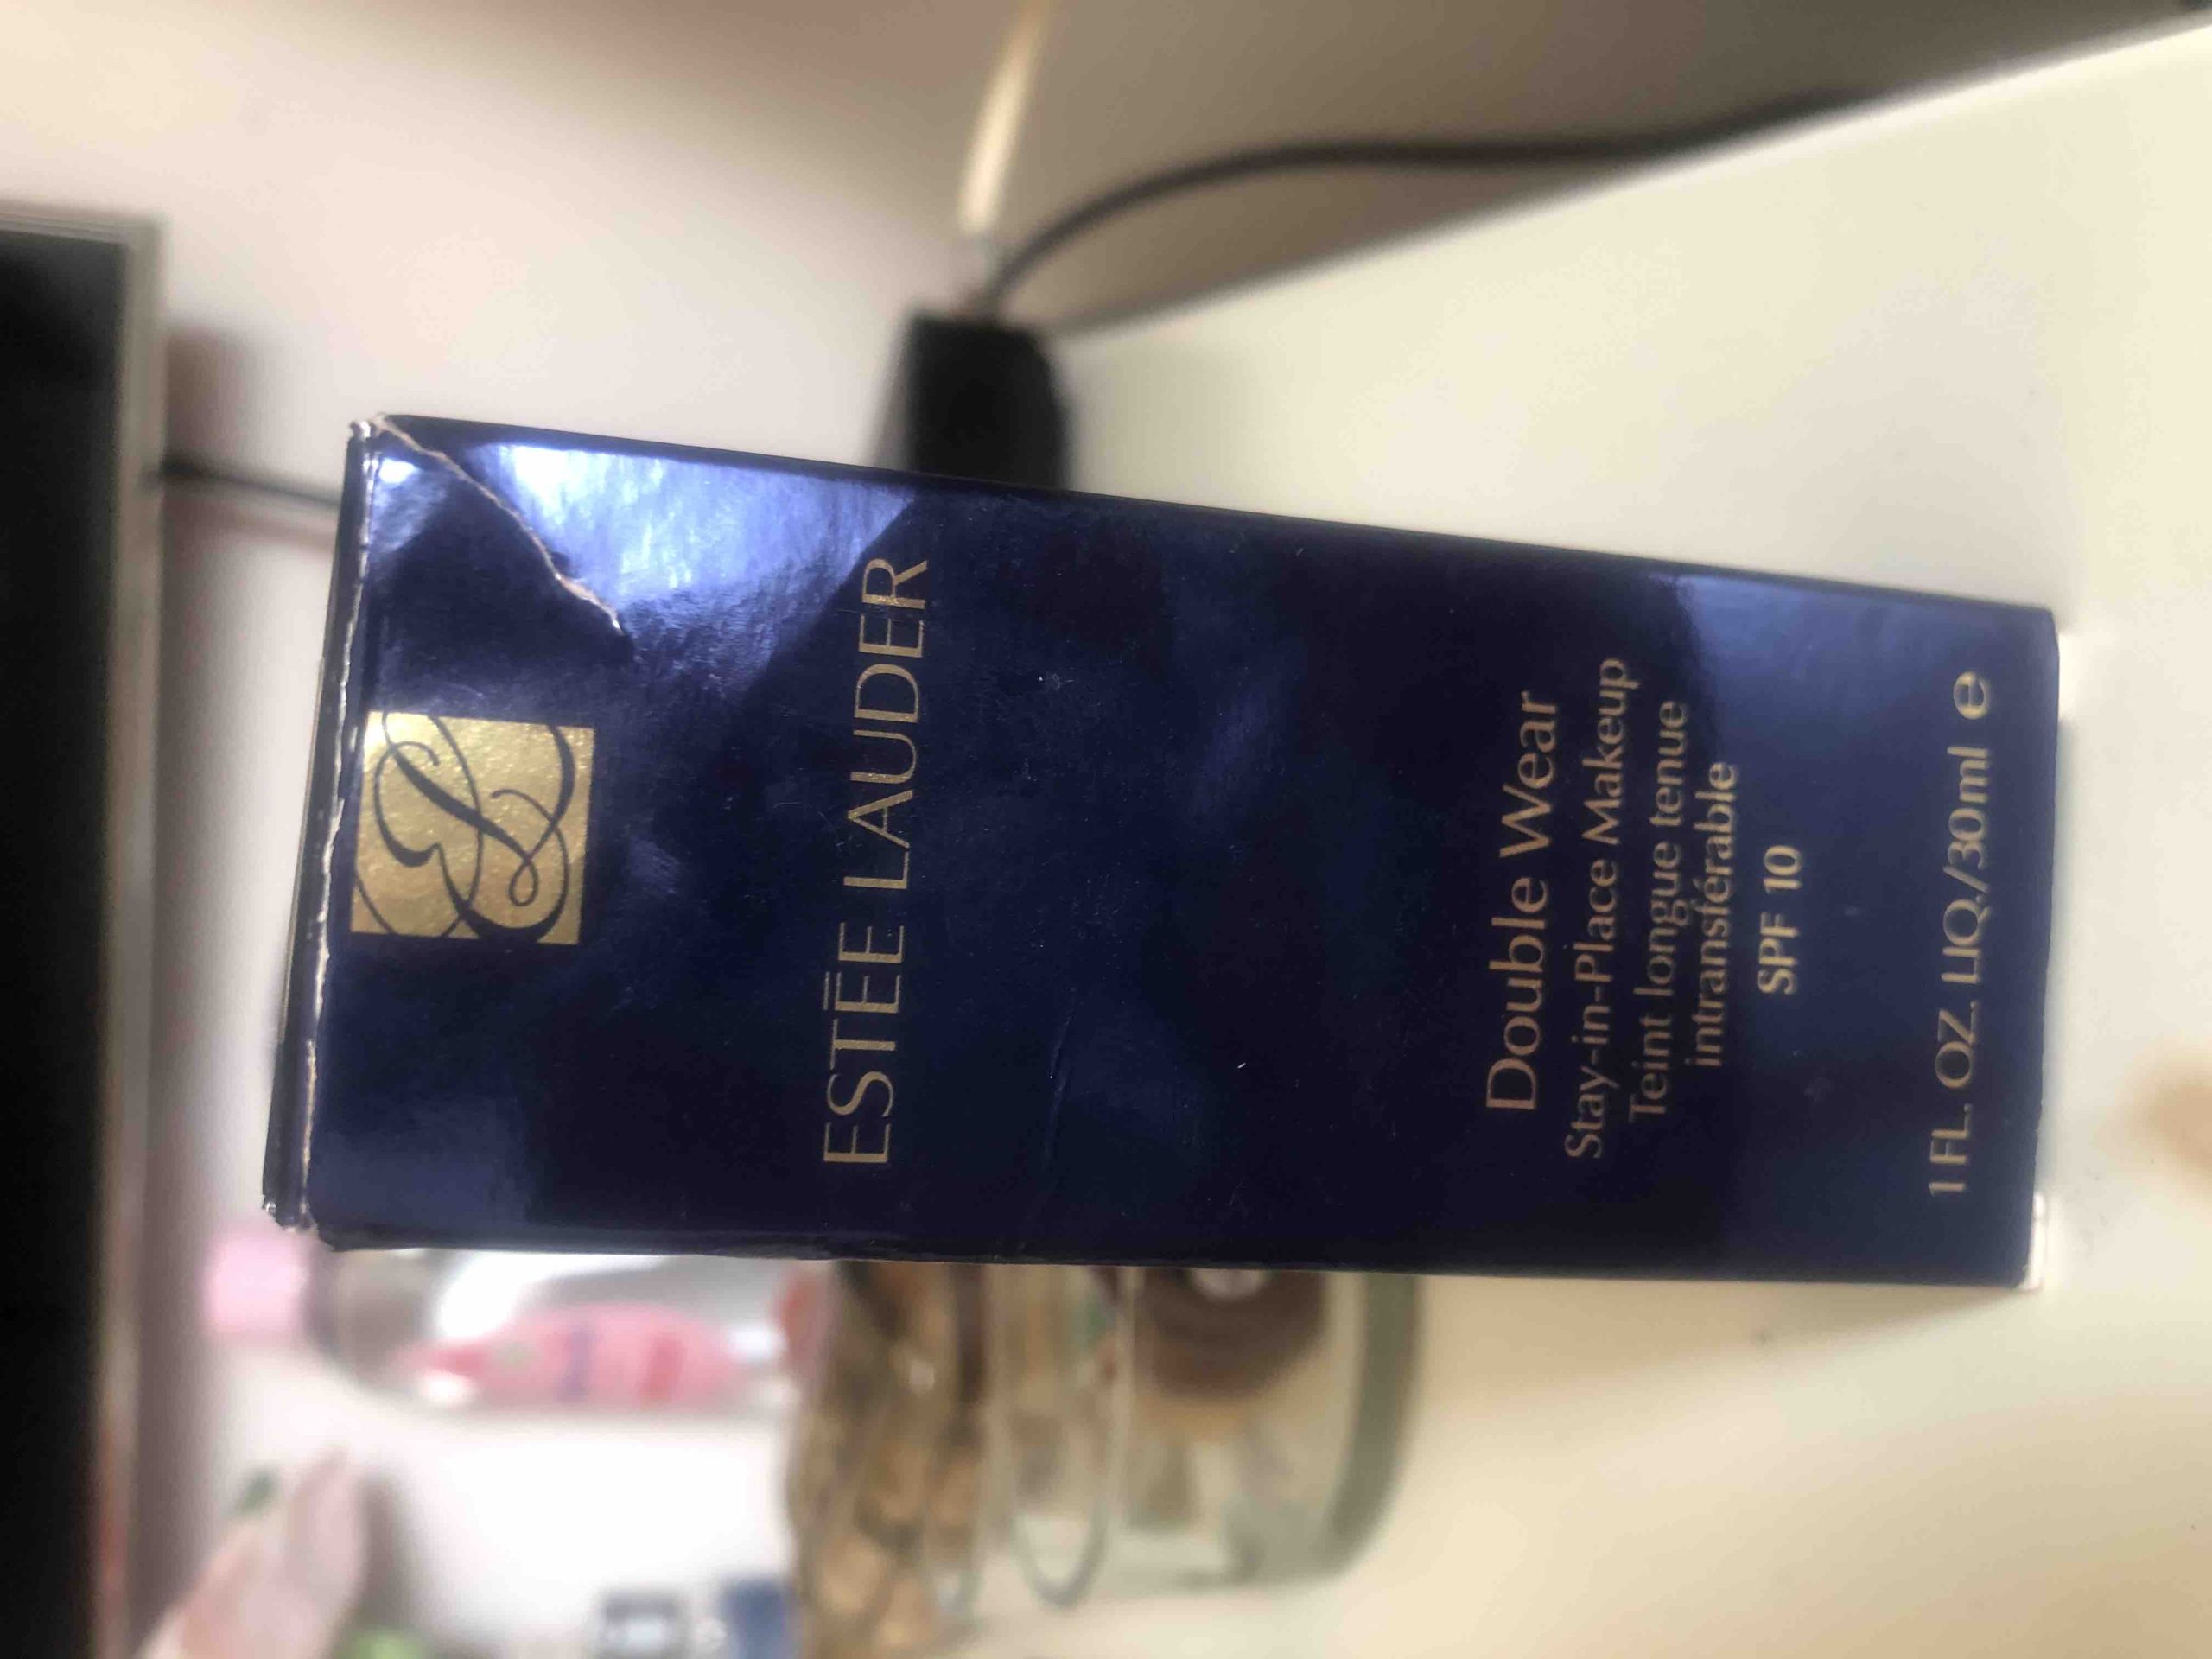 ESTĒE LAUDER
Double Wear
Stay-in-Place Makeup
Teint longue tenue
intransférable
SPF 10
1 FL. OZ. LIQ./30ml e